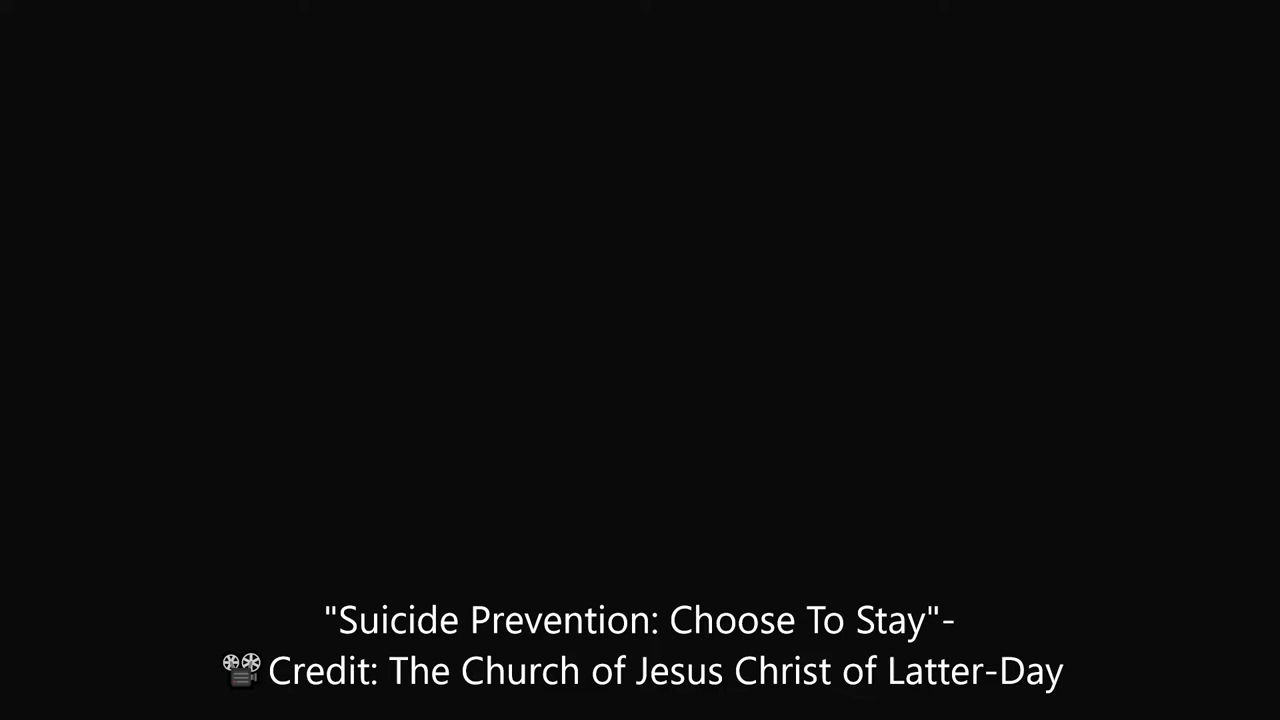 "Suicide Prevention: Choose To Stay"-
🎥 Credit: The Church of Jesus Christ of Latter-Day